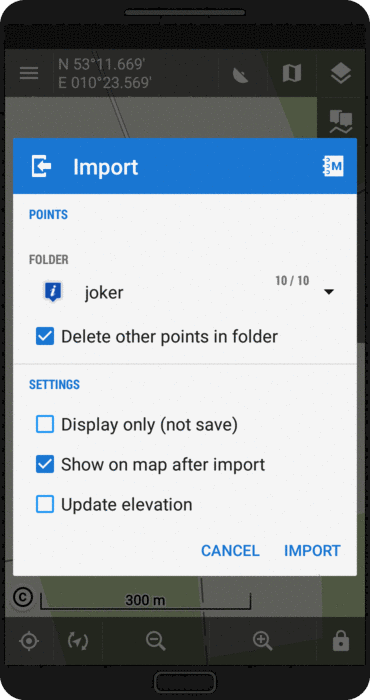 N 53°11.669'
E 010°23.569'
Import
M
POINTS
FOLDER
joker
10 / 10
Delete other points in folder
SETTINGS
Display only (not save)
Show on map after import
Update elevation
CANCEL IMPORT
©
300 m